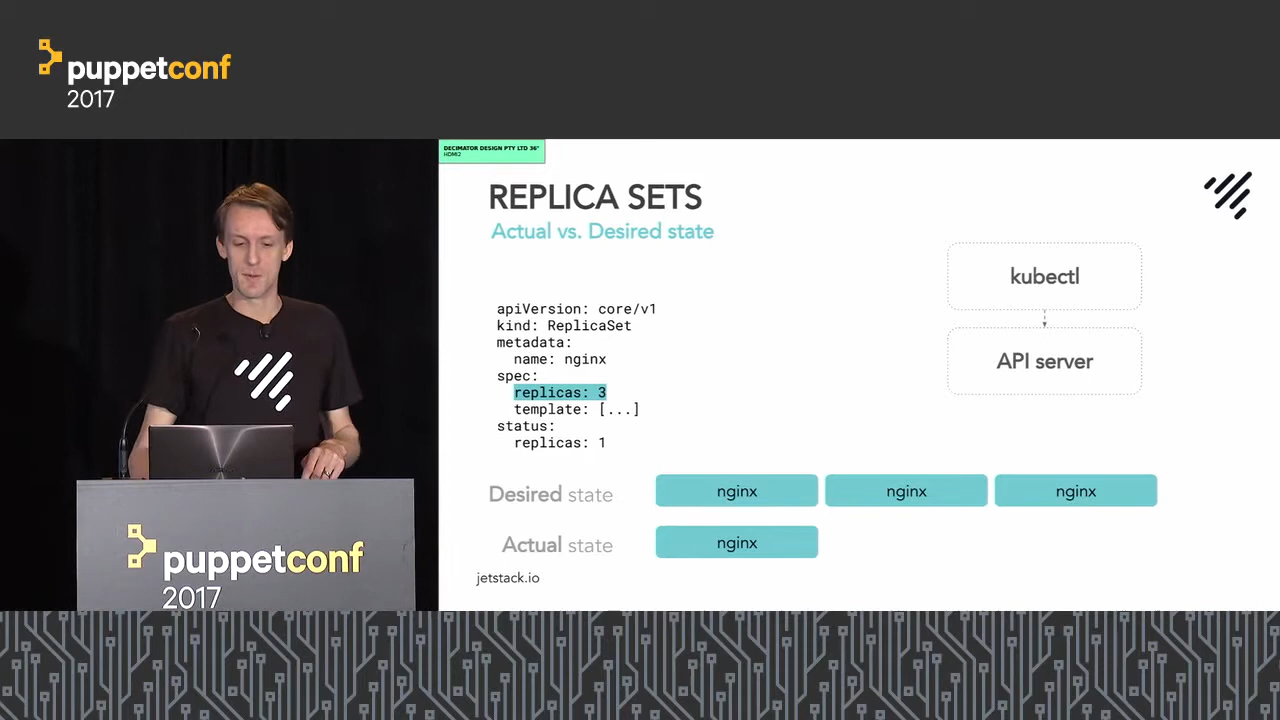 puppetconf
2017
DECIMATOR DESIGN PTY LTD 36"
HDMI2
REPLICA SETS
Actual vs. Desired state
kubectl
API server
apiVersion: core/v1
kind: ReplicaSet
metadata:
  name: nginx
spec:
  replicas: 3
  template: [...]
status:
  replicas: 1
Desired state nginx nginx nginx
Actual state nginx
jetstack.io
puppetconf
2017